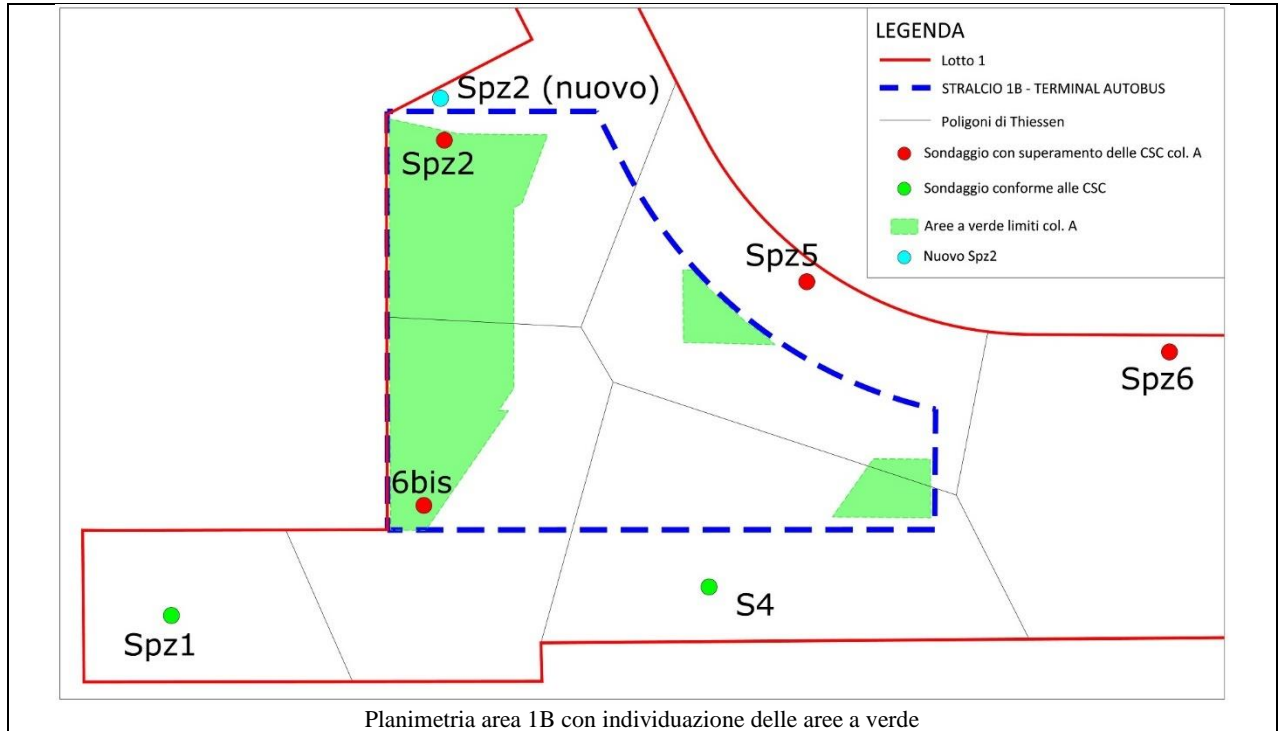 LEGENDA
Lotto 1
STRALCIO 1B - TERMINAL AUTOBUS
Poligoni di Thiessen
Sondaggio con superamento delle CSC col. A
Sondaggio conforme alle CSC
Aree a verde limiti col. A
Nuovo Spz2
Spz2 (nuovo)
Spz2
Spz5
Spz6
6bis
S4
Spz1
Planimetria area 1B con individuazione delle aree a verde